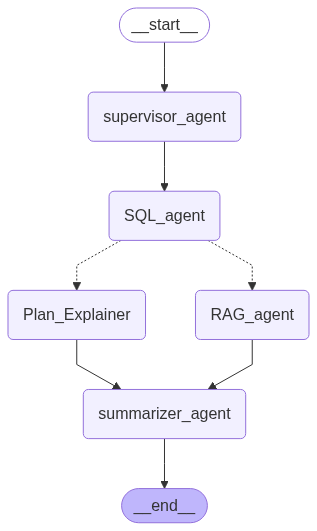 __start__
supervisor_agent
SQL_agent
Plan_Explainer
RAG_agent
summarizer_agent
__end__